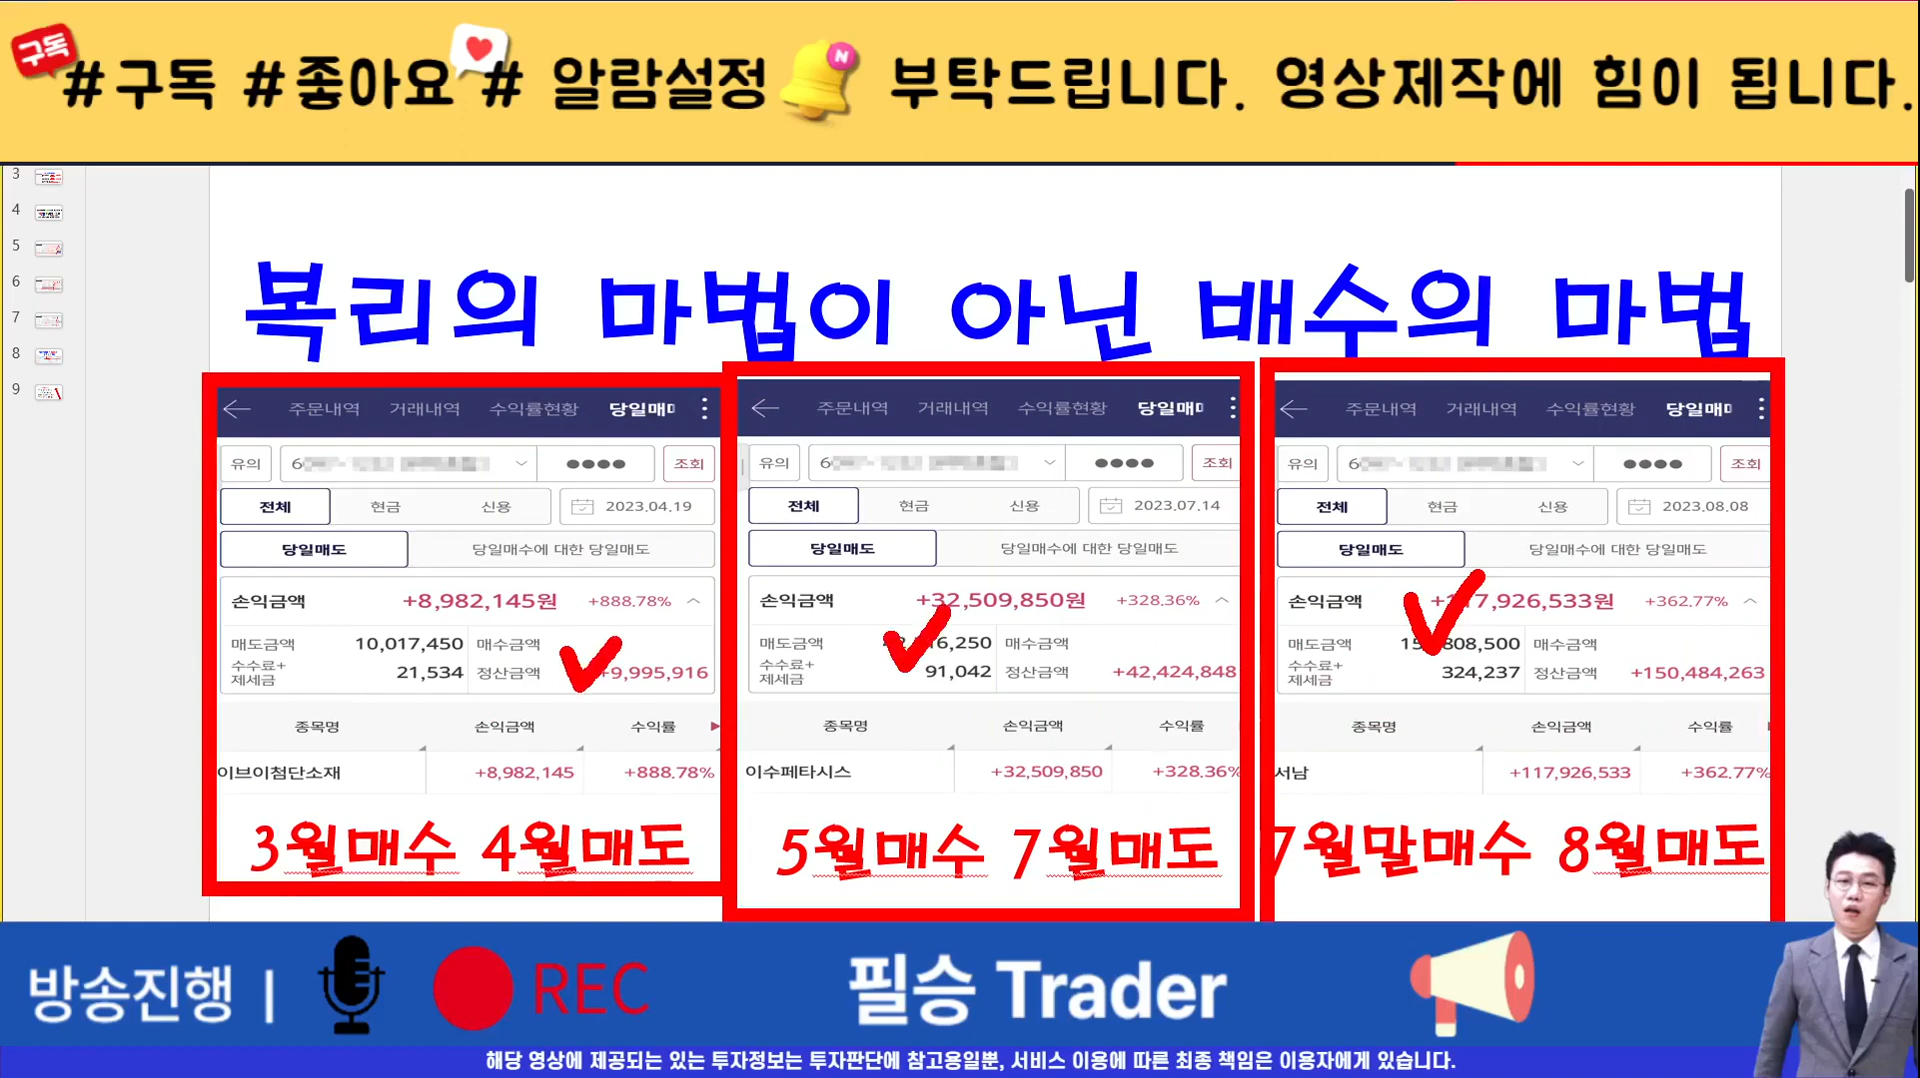 구독
#구독 #좋아요 # 알람설정 N 부탁드립니다. 영상제작에 힘이 됩니다.
3
4
5
6
7
8
9
복리의 마법이 아닌 배수의 마법
주문내역 거래내역 수익률현황 당일매
유의 6 ●●●● 조회
전체 현금 신용 2023.04.19
당일매도 당일매수에 대한 당일매도
손익금액 +8,982,145원 +888.78%
매도금액 10,017,450 매수금액
수수료+
제세금 21,534 정산금액 +9,995,916
종목명 손익금액 수익률
이브이첨단소재 +8,982,145 +888.78%
3월매수 4월매도
주문내역 거래내역 수익률현황 당일매
유의 6 ●●●● 조회
전체 현금 신용 2023.07.14
당일매도 당일매수에 대한 당일매도
손익금액 +32,509,850원 +328.36%
매도금액 6,250 매수금액
수수료+
제세금 91,042 정산금액 +42,424,848
종목명 손익금액 수익률
이수페타시스 +32,509,850 +328.36%
5월매수 7월매도
주문내역 거래내역 수익률현황 당일매
유의 6 ●●●● 조회
전체 현금 신용 2023.08.08
당일매도 당일매수에 대한 당일매도
손익금액 +117,926,533원 +362.77%
매도금액 808,500 매수금액
수수료+
제세금 324,237 정산금액 +150,484,263
종목명 손익금액 수익률
서남 +117,926,533 +362.77%
7월말매수 8월매도
방송진행 | REC 필승 Trader
해당 영상에 제공되는 있는 투자정보는 투자판단에 참고용일뿐, 서비스 이용에 따른 최종 책임은 이용자에게 있습니다.